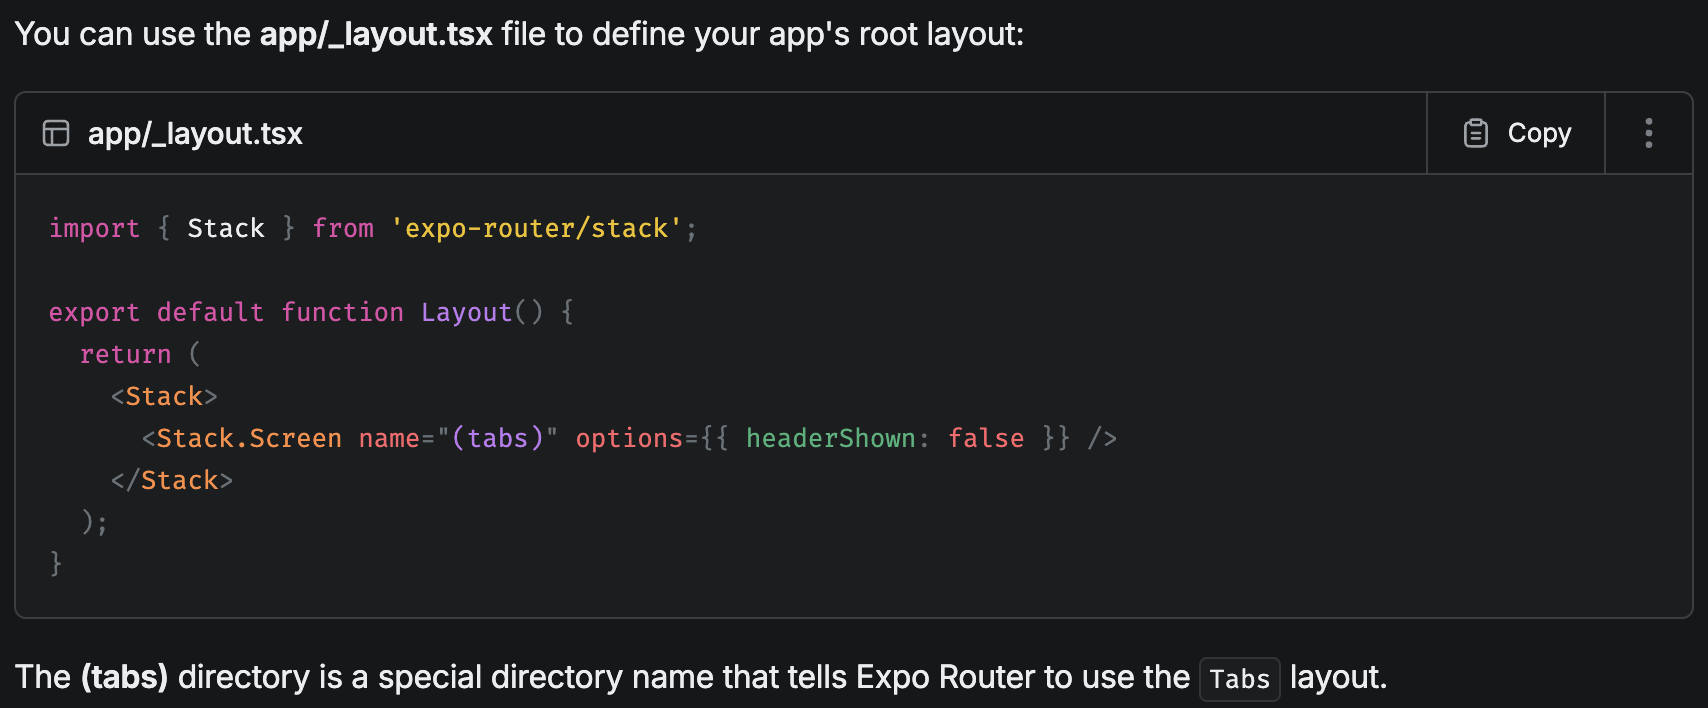 You can use the app/_layout.tsx file to define your app's root layout:
app/_layout.tsx
Copy
import { Stack } from 'expo-router/stack';
export default function Layout() {
  return (
    <Stack>
      <Stack.Screen name="(tabs)" options={{ headerShown: false }} />
    </Stack>
  );
}
The (tabs) directory is a special directory name that tells Expo Router to use the Tabs layout.